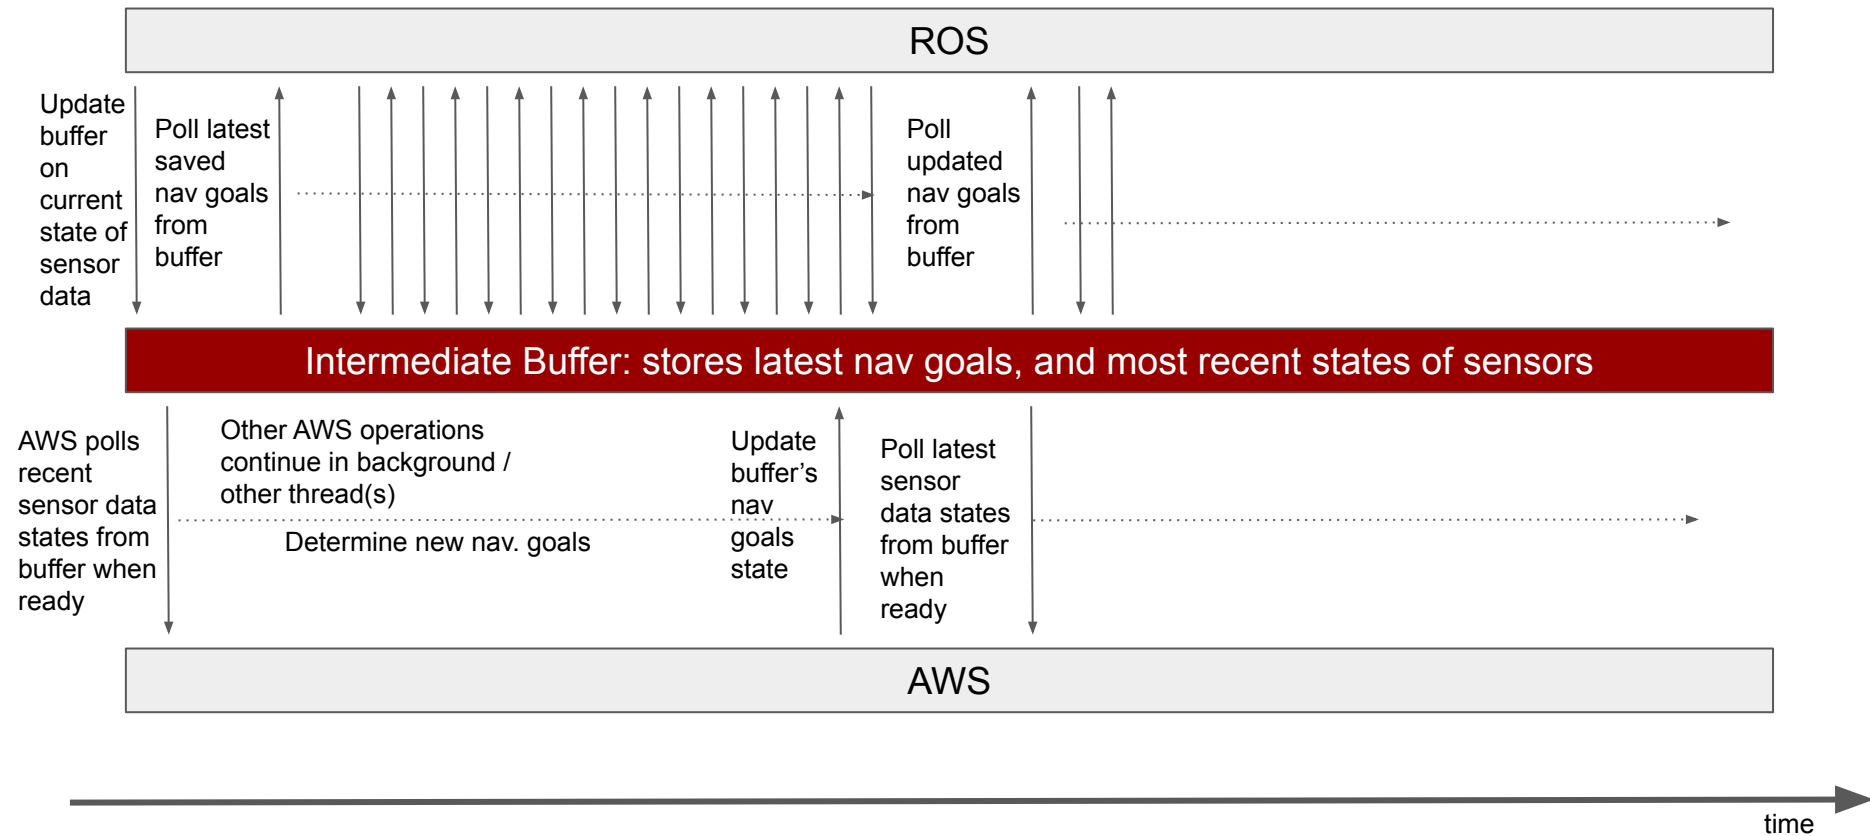 ROS
Update
buffer
on
current
state of
sensor
data
Poll latest
saved
nav goals
from
buffer
Poll
updated
nav goals
from
buffer
Intermediate Buffer: stores latest nav goals, and most recent states of sensors
AWS polls
recent
sensor data
states from
buffer when
ready
Other AWS operations
continue in background /
other thread(s)
Determine new nav. goals
Update
buffer’s
nav
goals
state
Poll latest
sensor
data states
from buffer
when
ready
AWS
time